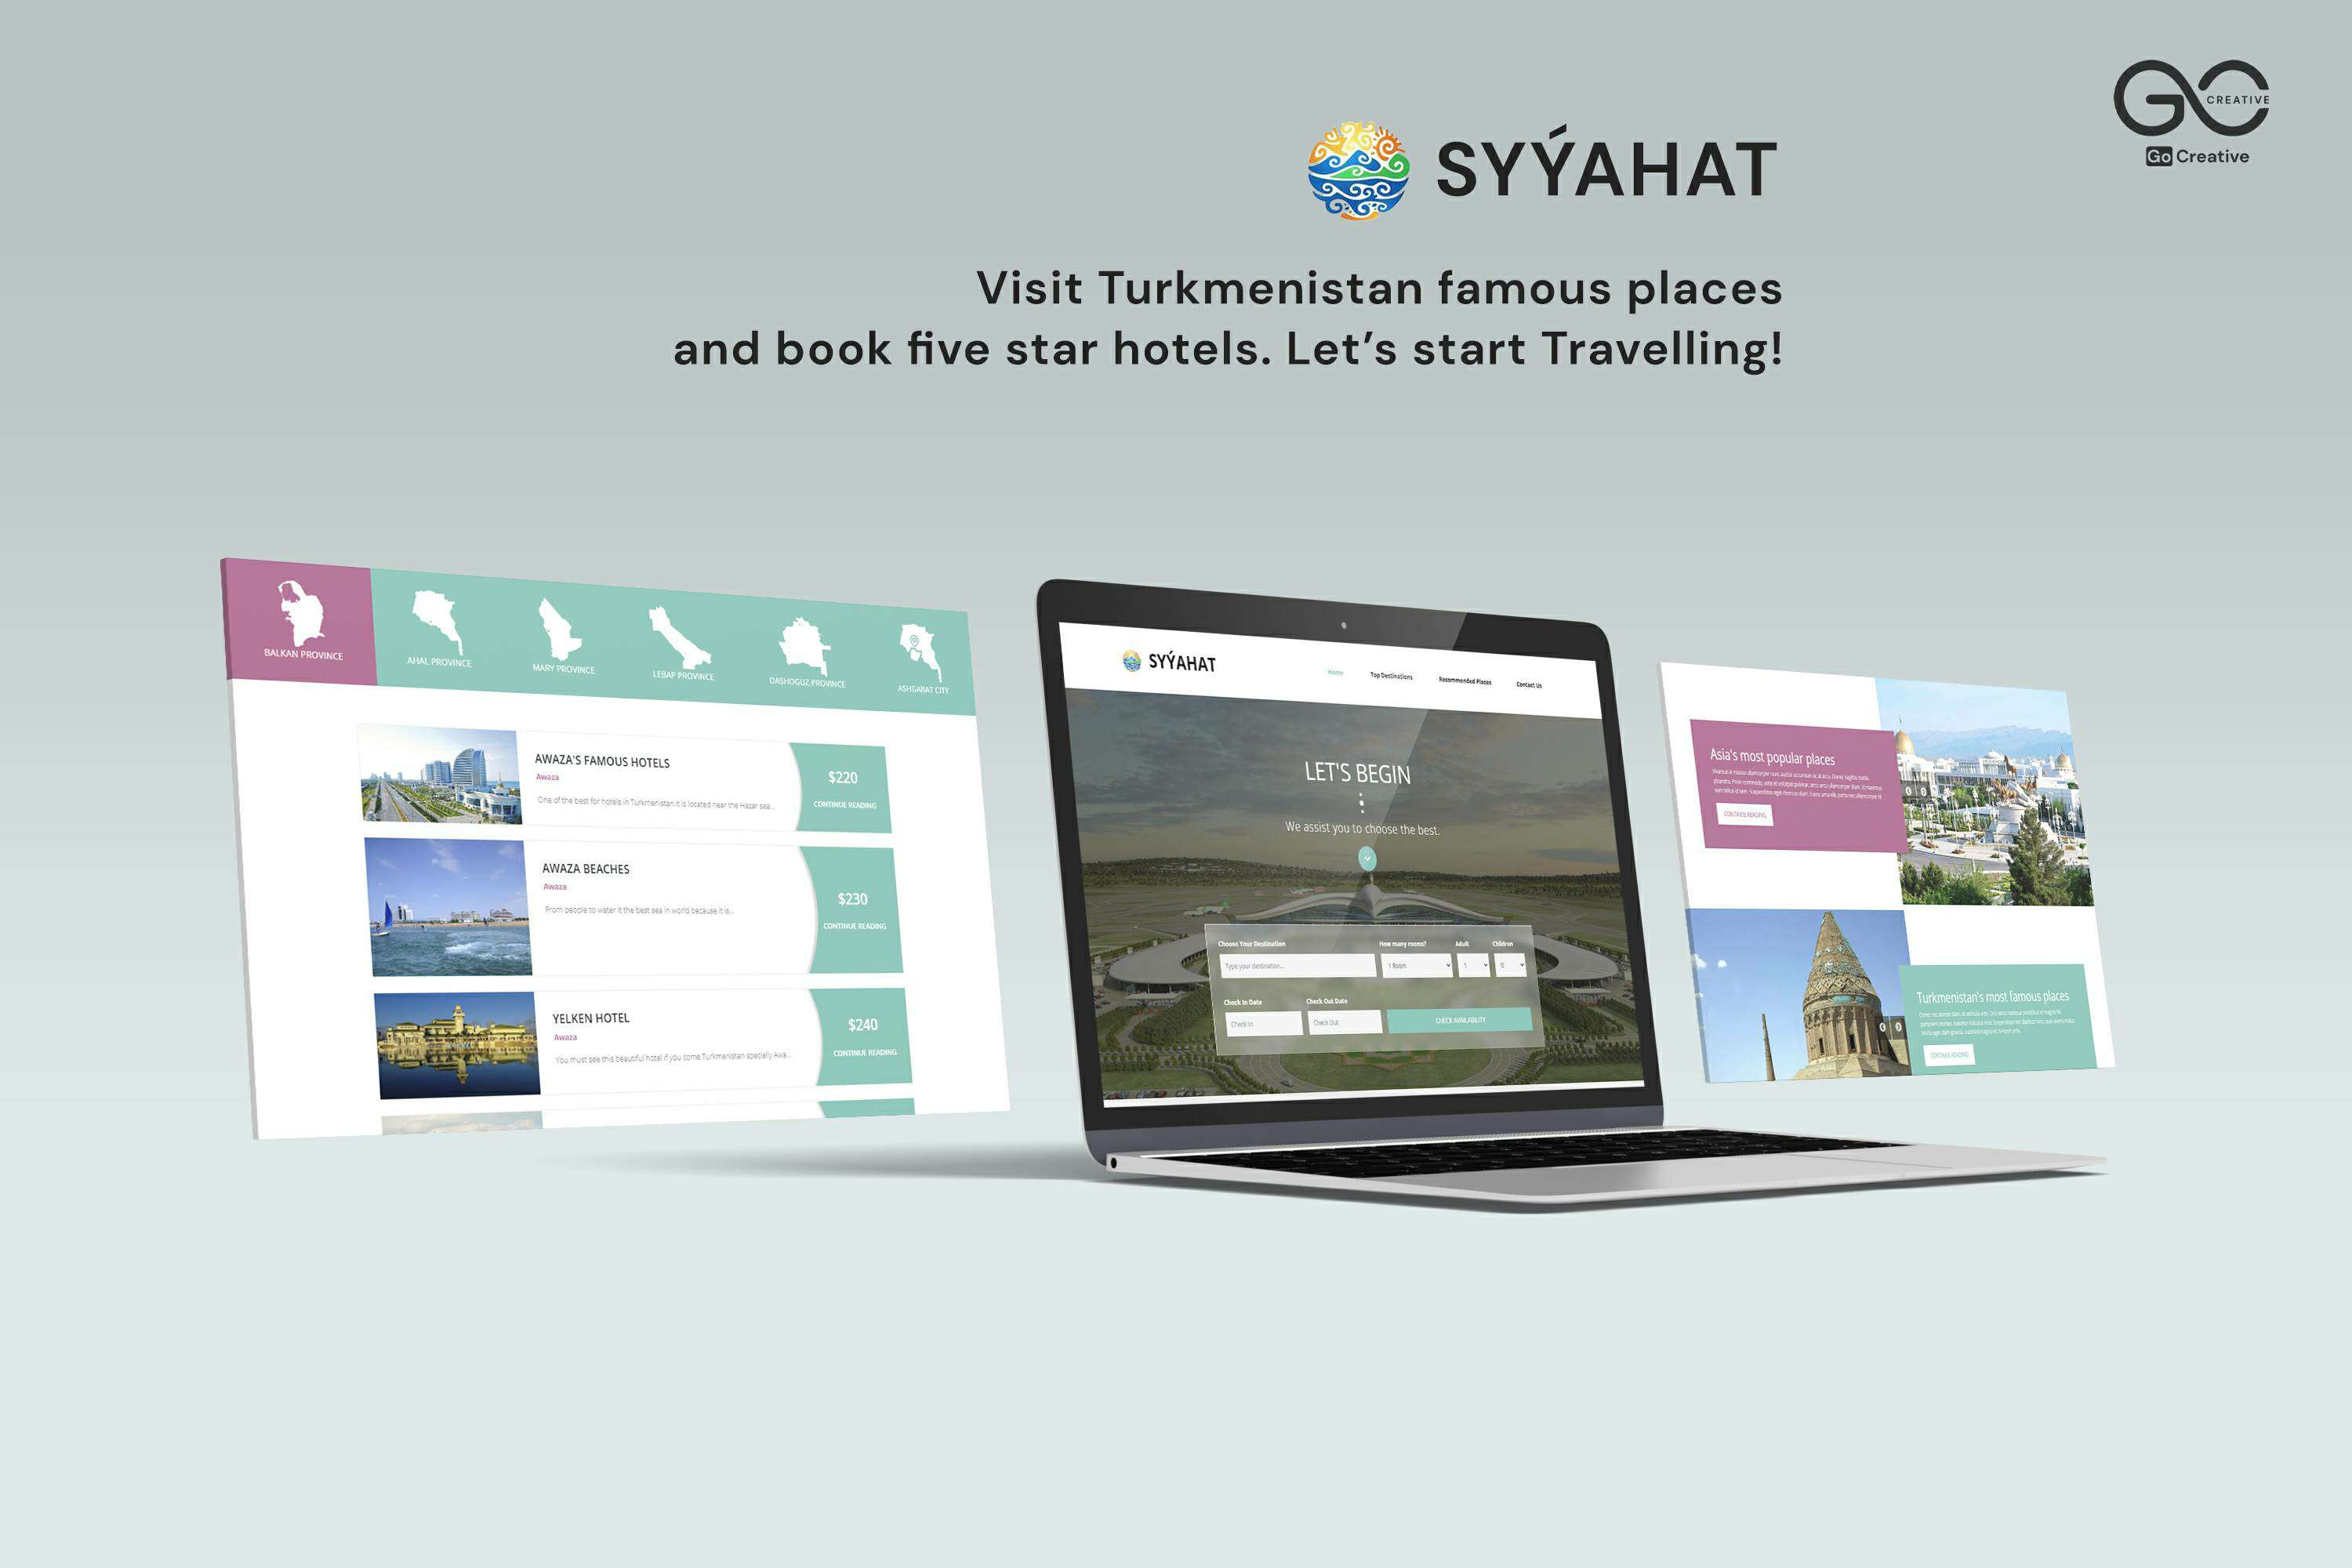 CREATIVE
Go Creative
SYÝAHAT
Visit Turkmenistan famous places
and book five star hotels. Let’s start Travelling!
BALKAN PROVINCE
AHAL PROVINCE
MARY PROVINCE
LEBAP PROVINCE
DASHOGUZ PROVINCE
ASHGABAT CITY
AWAZA'S FAMOUS HOTELS
Awaza
One of the best for hotels in Turkmenistan it is located near the Hazar sea...
$220
CONTINUE READING
AWAZA BEACHES
Awaza
From people to water it the best sea in world because it is...
$230
CONTINUE READING
YELKEN HOTEL
Awaza
You must see this beautiful hotel if you come Turkmenistan specially Awa...
$240
CONTINUE READING
SYÝAHAT
Home
Top Destinations
Recommended Places
Contact Us
LET'S BEGIN
We assist you to choose the best.
Choose Your Destination
How many rooms?
Adult
Children
Type your destination...
1 Room
1
0
Check In Date
Check Out Date
Check In
Check Out
CHECK AVAILABILITY
Asia's most popular places
CONTINUE READING
Turkmenistan's most famous places
CONTINUE READING